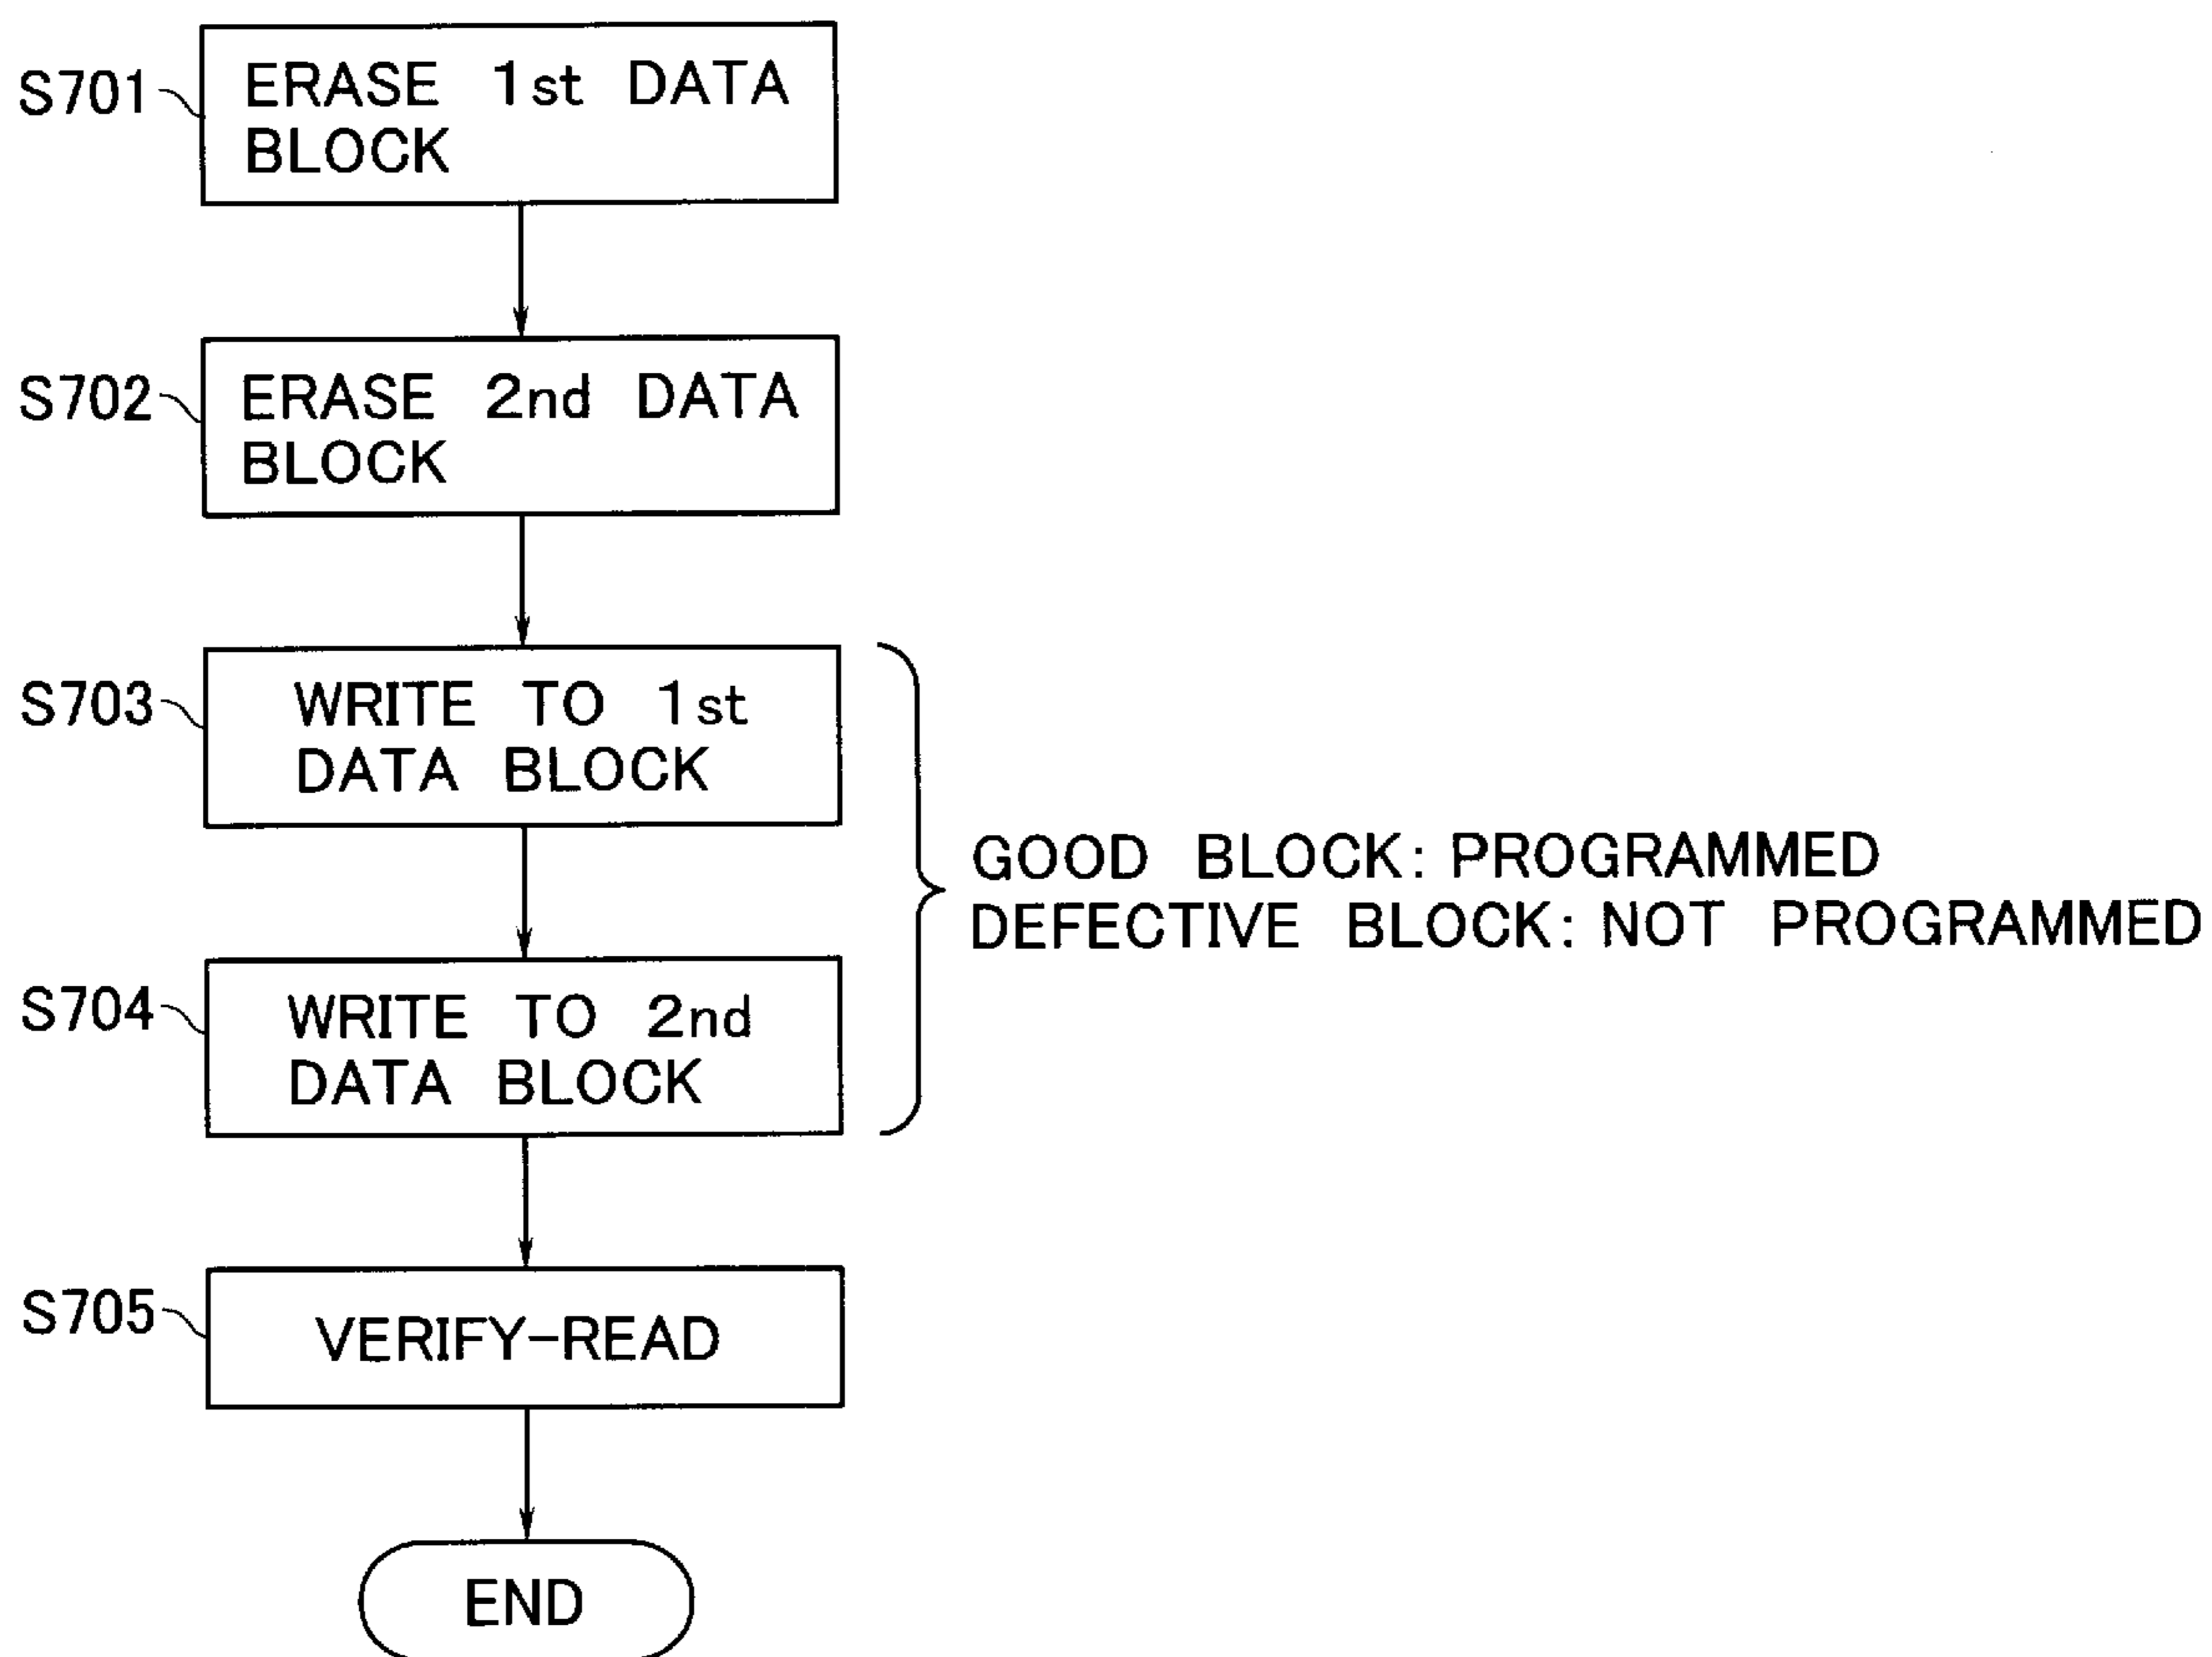 S701
ERASE 1st DATA
BLOCK
S702
ERASE 2nd DATA
BLOCK
S703
WRITE TO 1st
DATA BLOCK
GOOD BLOCK: PROGRAMMED
DEFECTIVE BLOCK: NOT PROGRAMMED
S704
WRITE TO 2nd
DATA BLOCK
S705
VERIFY-READ
END